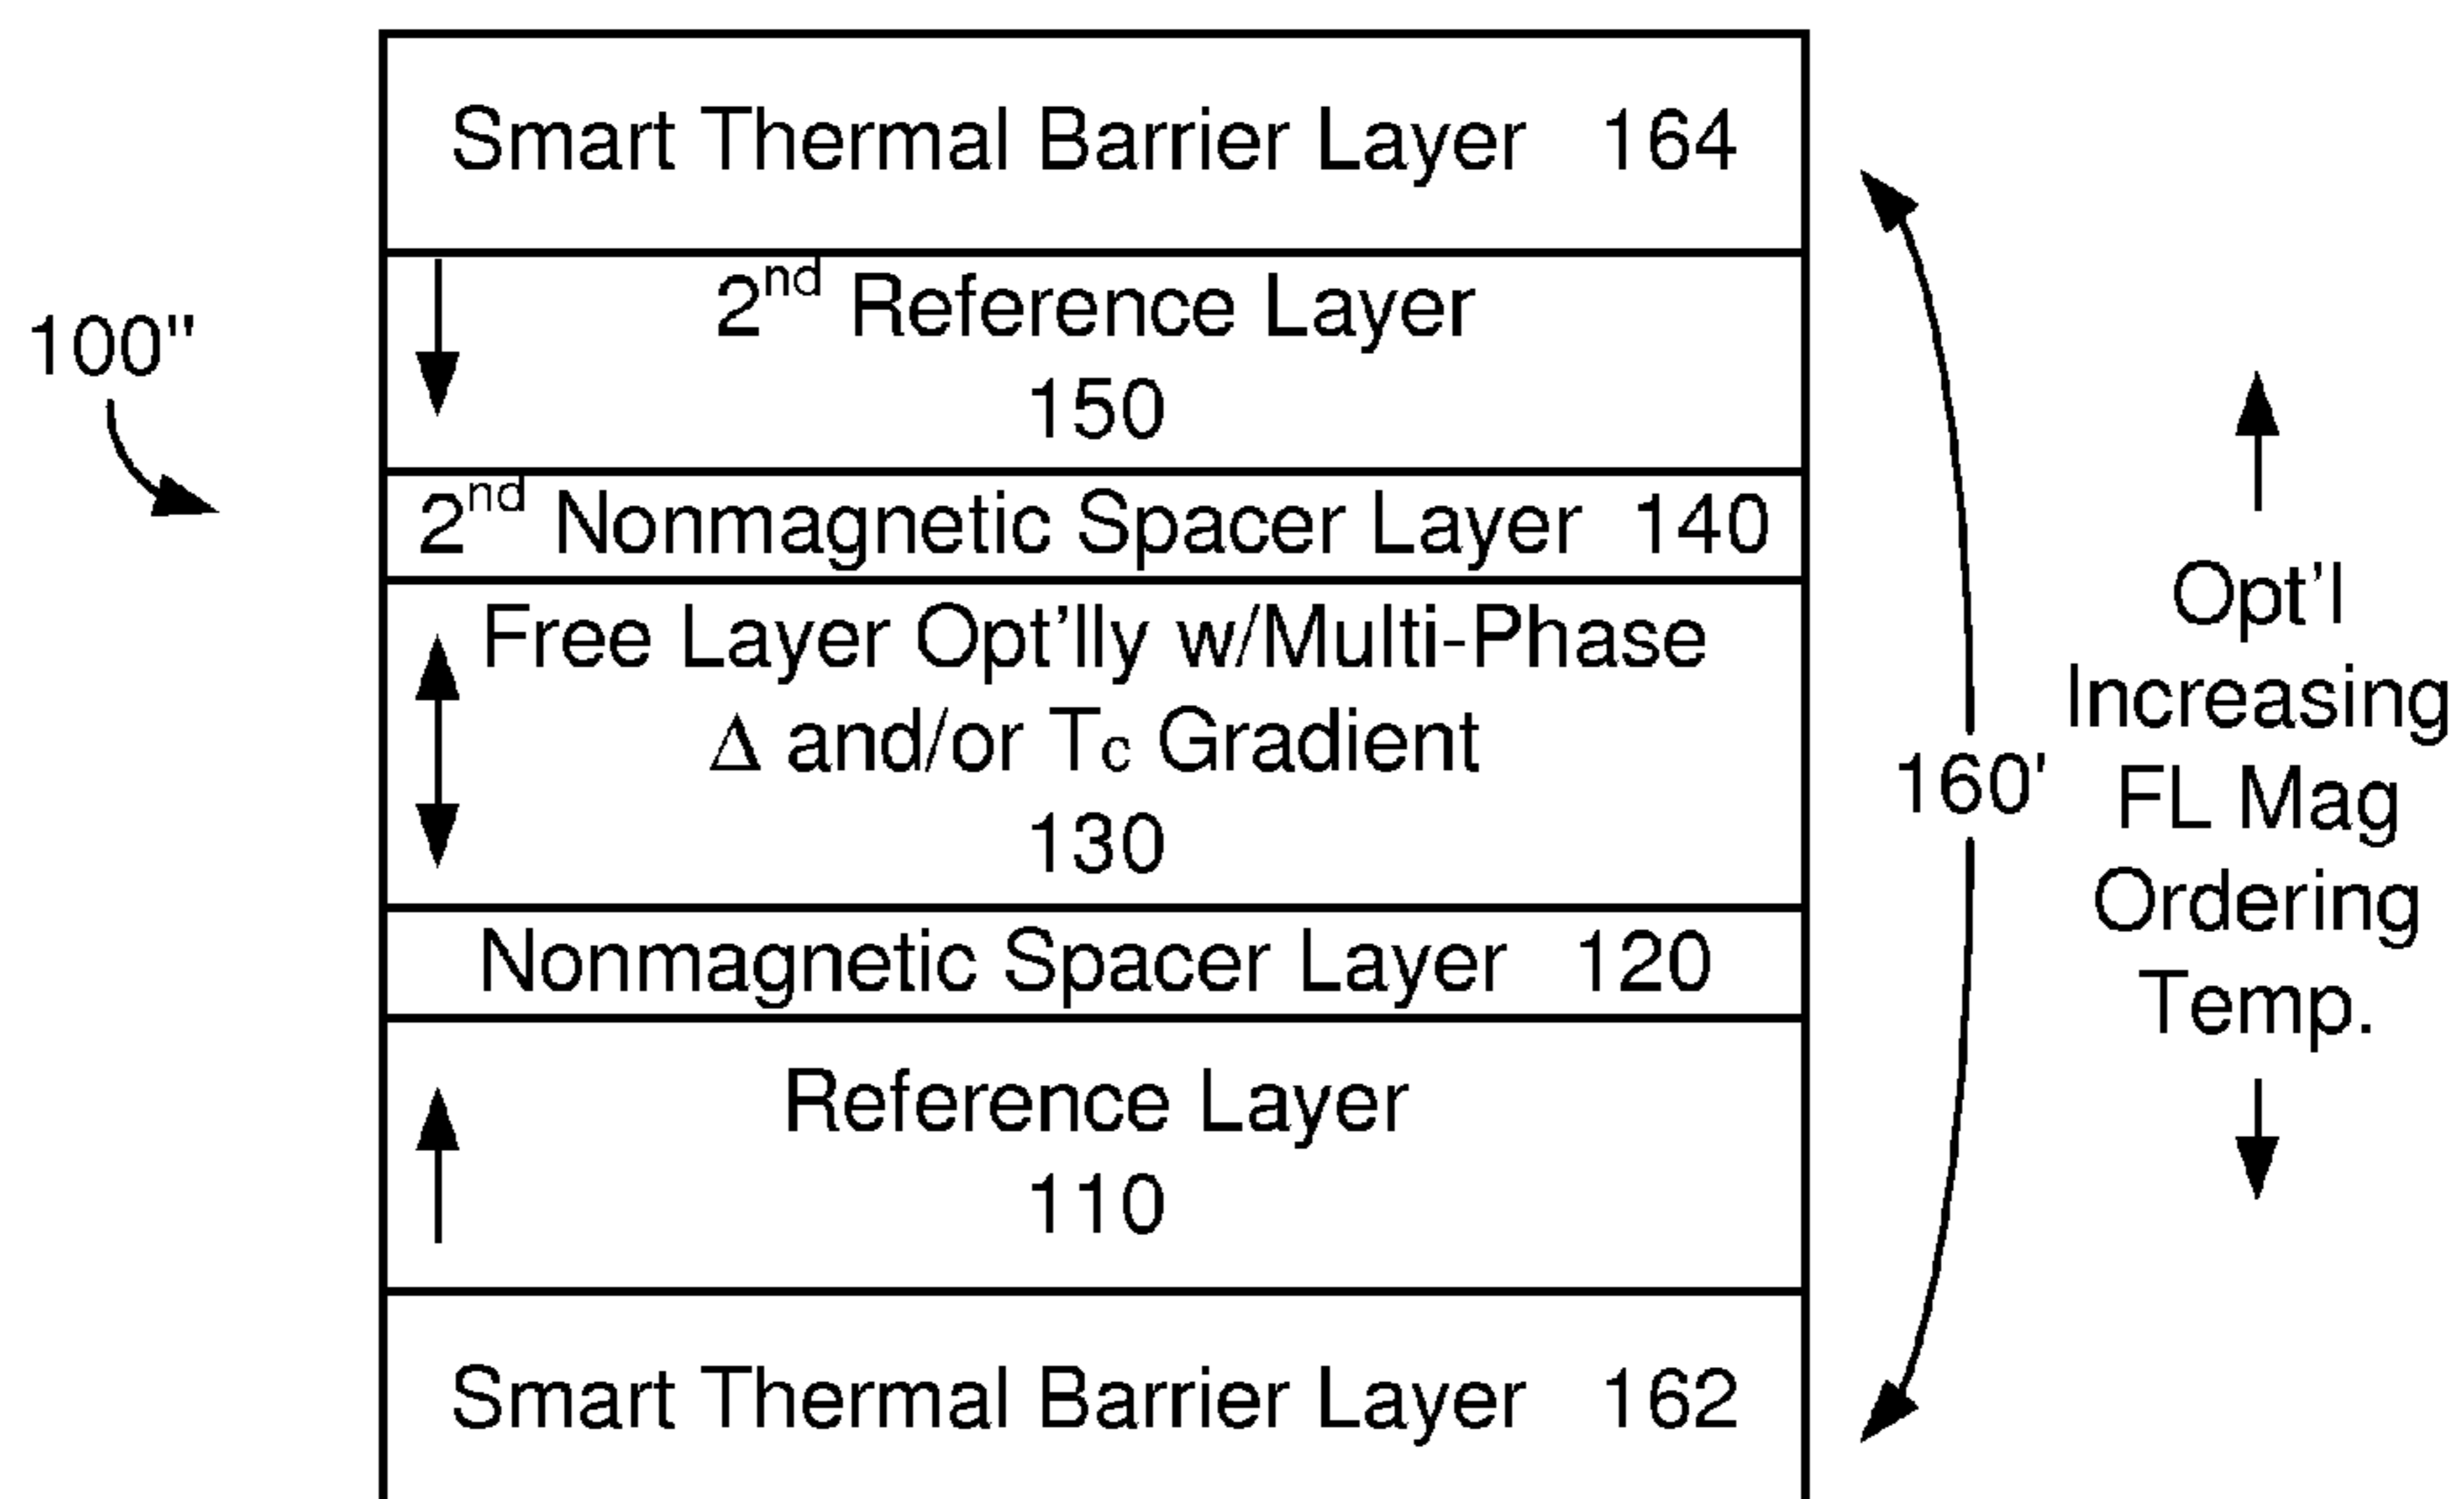 Smart Thermal Barrier Layer 164
2nd Reference Layer
150
100"
2nd Nonmagnetic Spacer Layer 140
Free Layer Opt'lly w/Multi-Phase
Δ and/or Tc Gradient
130
160'
Opt'l
Increasing
FL Mag
Ordering
Temp.
Nonmagnetic Spacer Layer 120
Reference Layer
110
Smart Thermal Barrier Layer 162